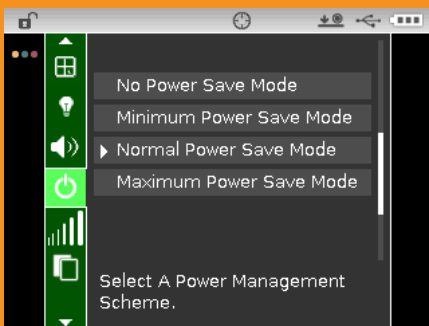 No Power Save Mode
Minimum Power Save Mode
Normal Power Save Mode
Maximum Power Save Mode
Select A Power Management
Scheme.